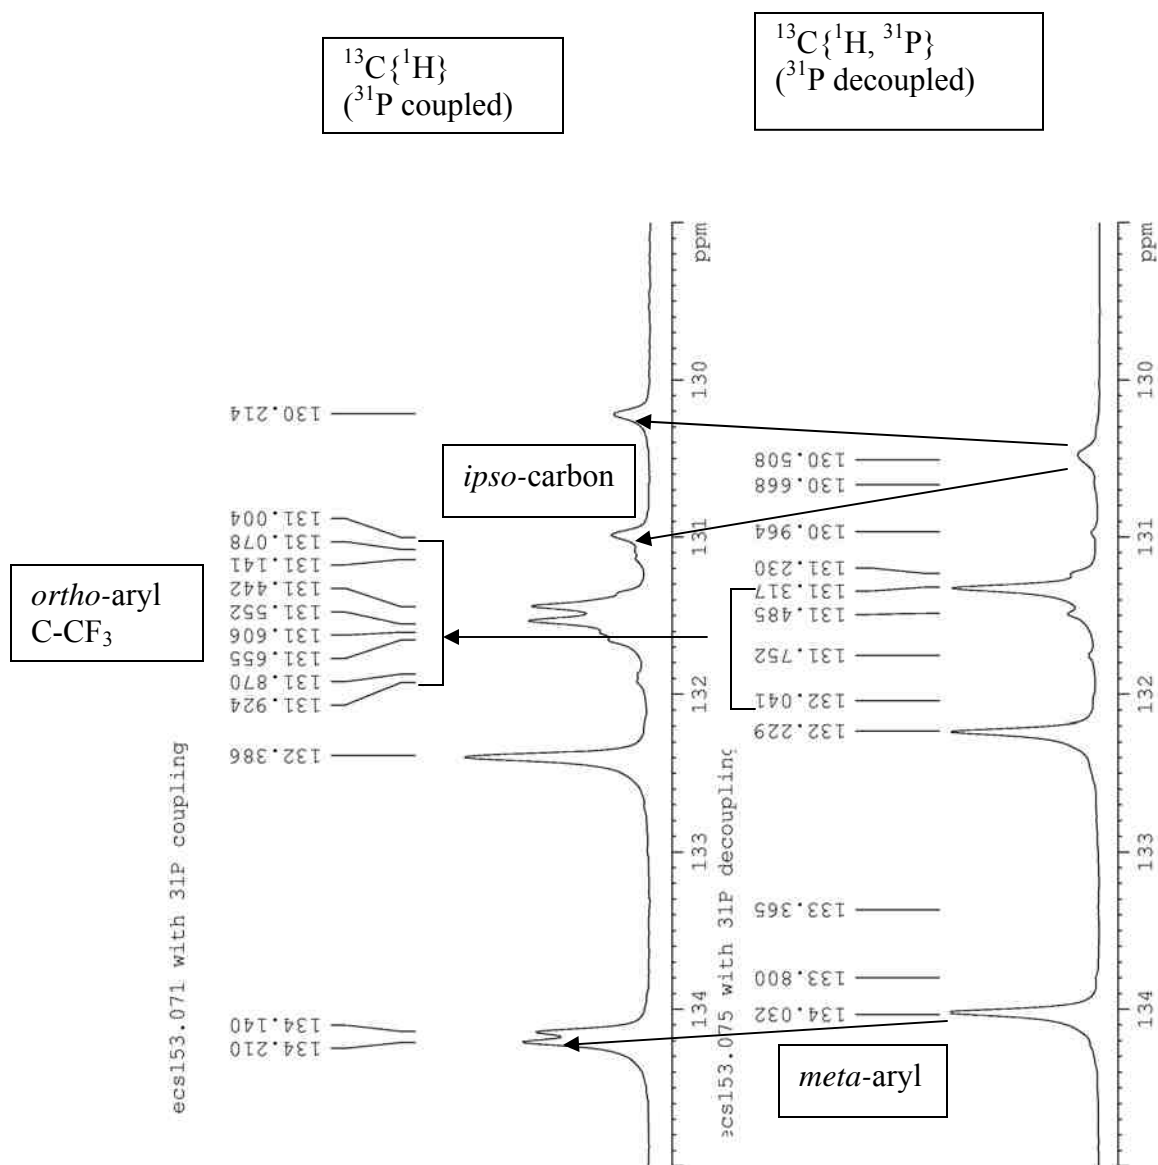 ¹³C{¹H}
(³¹P coupled)
¹³C{¹H, ³¹P}
(³¹P decoupled)
ipso-carbon
ortho-aryl
C-CF₃
meta-aryl
130.214
131.004
131.078
131.141
131.442
131.552
131.606
131.655
131.870
131.924
132.386
134.140
134.210
ecs153.071 with 31P coupling
ppm
130
131
132
133
134
130.508
130.668
130.964
131.230
131.317
131.485
131.752
132.041
132.229
133.365
133.800
134.032
ecs153.075 with 31P decoupling
ppm
130
131
132
133
134